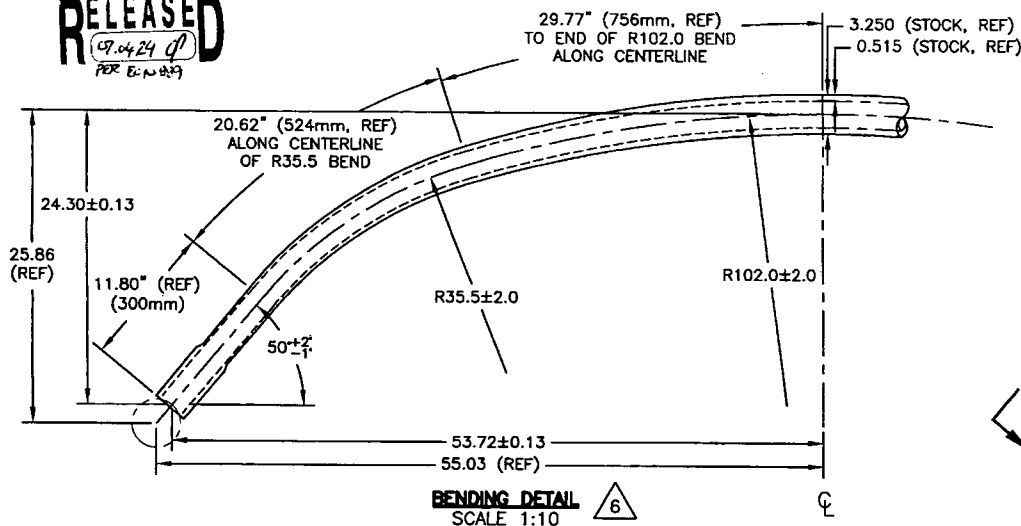 RELEASED
07.04.24
PER
29.77" (756mm, REF)
TO END OF R102.0 BEND
ALONG CENTERLINE
3.250 (STOCK, REF)
0.515 (STOCK, REF)
20.62" (524mm, REF)
ALONG CENTERLINE
OF R35.5 BEND
24.30±0.13
25.86
(REF)
11.80" (REF)
(300mm)
R35.5±2.0
R102.0±2.0
50°+2°
-1°
53.72±0.13
55.03 (REF)
BENDING DETAIL 6
SCALE 1:10
℄